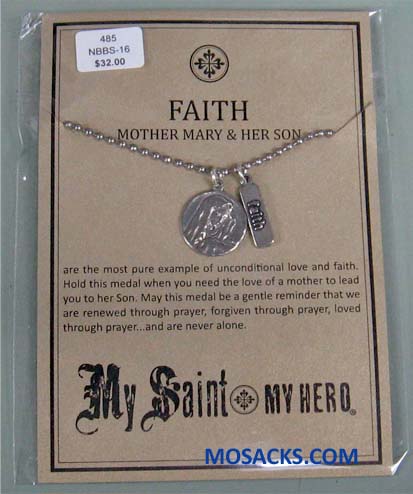 485
NBBS-16
$32.00
FAITH
MOTHER MARY & HER SON
Faith
are the most pure example of unconditional love and faith.
Hold this medal when you need the love of a mother to lead
you to her Son. May this medal be a gentle reminder that we
are renewed through prayer, forgiven through prayer, loved
through prayer...and are never alone.
My Saint MY HERO®
MOSACKS.COM